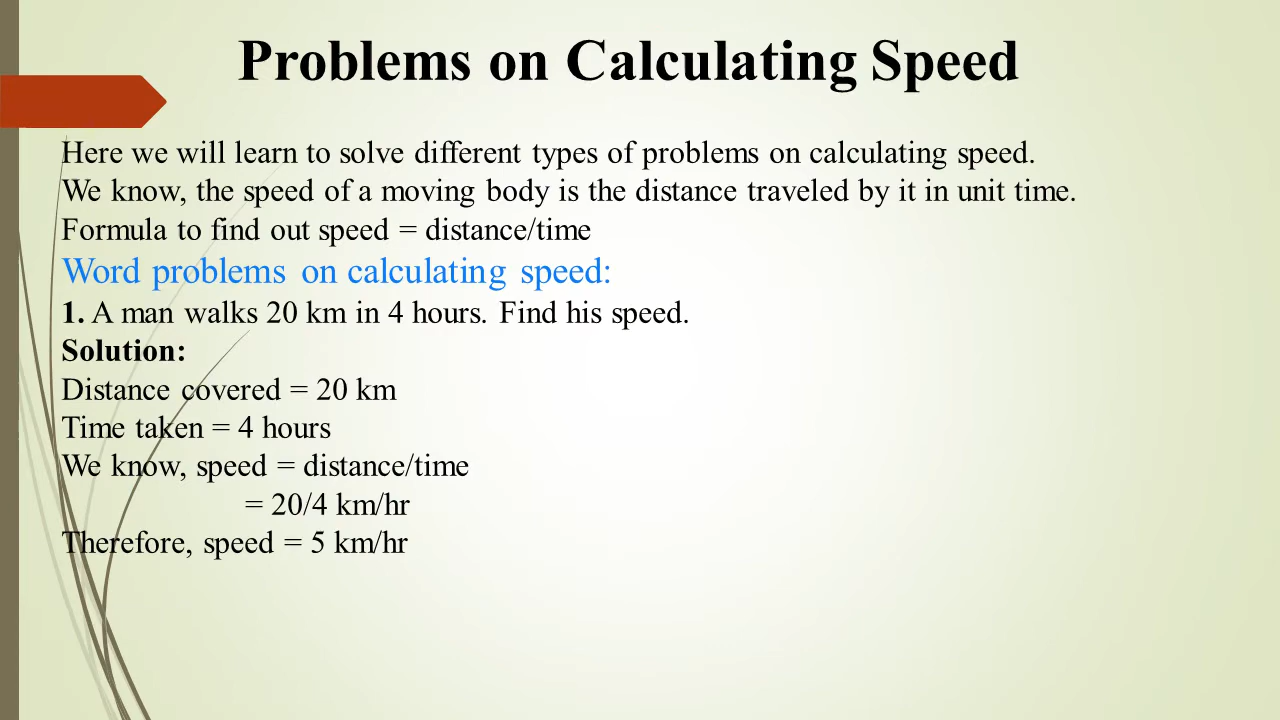 Problems on Calculating Speed
Here we will learn to solve different types of problems on calculating speed.
We know, the speed of a moving body is the distance traveled by it in unit time.
Formula to find out speed = distance/time
Word problems on calculating speed:
1. A man walks 20 km in 4 hours. Find his speed.
Solution:
Distance covered = 20 km
Time taken = 4 hours
We know, speed = distance/time
= 20/4 km/hr
Therefore, speed = 5 km/hr